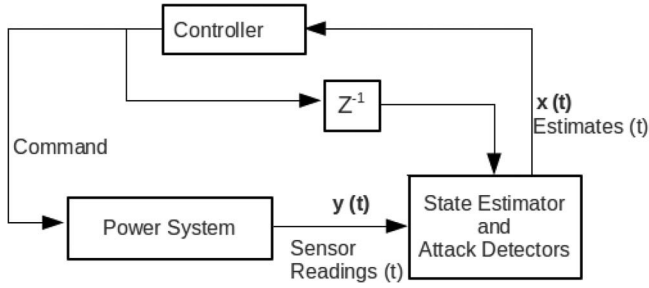 Controller
Z⁻¹
x (t)
Estimates (t)
Command
Power System
y (t)
Sensor
Readings (t)
State Estimator
and
Attack Detectors